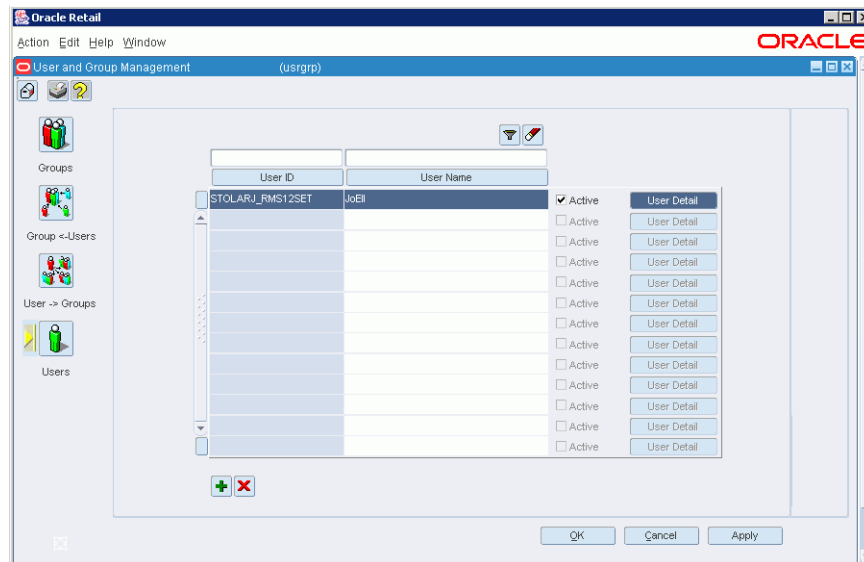 Oracle Retail
Action Edit Help Window
ORACLE
User and Group Management (usrgrp)
Groups
Group <-Users
User -> Groups
Users
User ID User Name
STOLARJ_RMS12SET JoEll Active User Detail
Active User Detail
Active User Detail
Active User Detail
Active User Detail
Active User Detail
Active User Detail
Active User Detail
Active User Detail
Active User Detail
Active User Detail
Active User Detail
Active User Detail
OK Cancel Apply